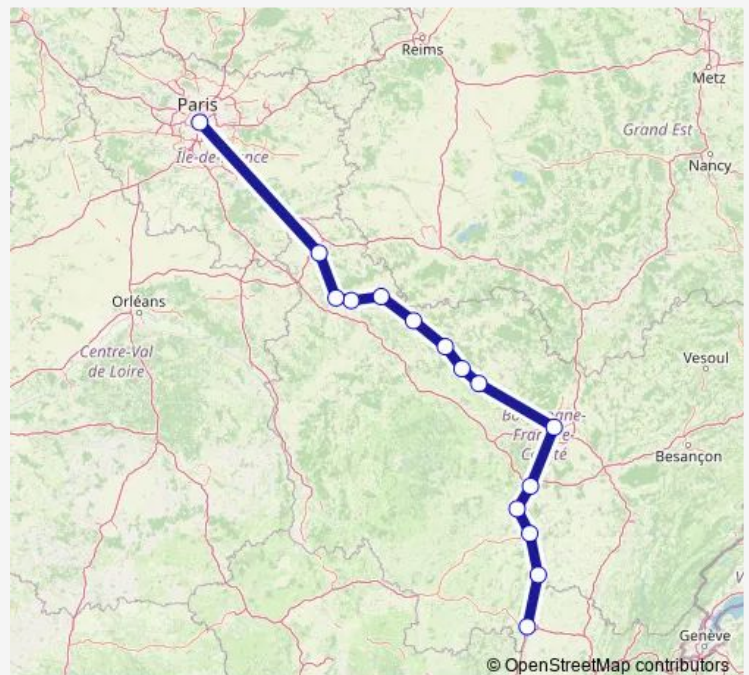 Reims
Metz
Paris
Grand Est
Île-de-France
Nancy
Orléans
Centre-Val
de Loire
Vesoul
Bourgogne-
Franche-
Comté
Besançon
Genève
© OpenStreetMap contributors